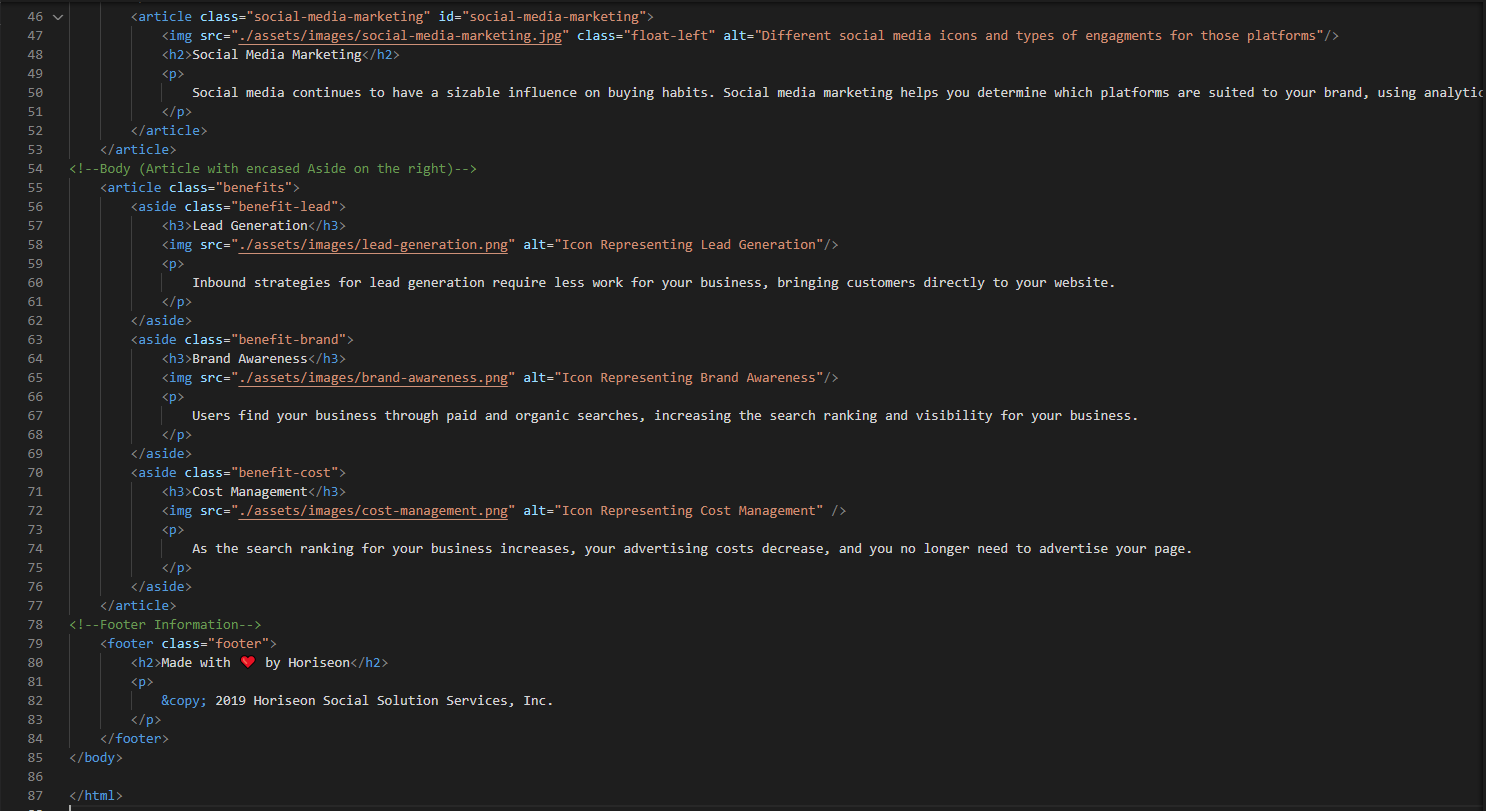 46 <article class="social-media-marketing" id="social-media-marketing">
47 <img src="./assets/images/social-media-marketing.jpg" class="float-left" alt="Different social media icons and types of engagments for those platforms"/>
48 <h2>Social Media Marketing</h2>
49 <p>
50 Social media continues to have a sizable influence on buying habits. Social media marketing helps you determine which platforms are suited to your brand, using analytic
51 </p>
52 </article>
53 </article>
54 <!--Body (Article with encased Aside on the right)-->
55 <article class="benefits">
56 <aside class="benefit-lead">
57 <h3>Lead Generation</h3>
58 <img src="./assets/images/lead-generation.png" alt="Icon Representing Lead Generation"/>
59 <p>
60 Inbound strategies for lead generation require less work for your business, bringing customers directly to your website.
61 </p>
62 </aside>
63 <aside class="benefit-brand">
64 <h3>Brand Awareness</h3>
65 <img src="./assets/images/brand-awareness.png" alt="Icon Representing Brand Awareness"/>
66 <p>
67 Users find your business through paid and organic searches, increasing the search ranking and visibility for your business.
68 </p>
69 </aside>
70 <aside class="benefit-cost">
71 <h3>Cost Management</h3>
72 <img src="./assets/images/cost-management.png" alt="Icon Representing Cost Management" />
73 <p>
74 As the search ranking for your business increases, your advertising costs decrease, and you no longer need to advertise your page.
75 </p>
76 </aside>
77 </article>
78 <!--Footer Information-->
79 <footer class="footer">
80 <h2>Made with ❤️ by Horiseon</h2>
81 <p>
82 &copy; 2019 Horiseon Social Solution Services, Inc.
83 </p>
84 </footer>
85 </body>
86
87 </html>